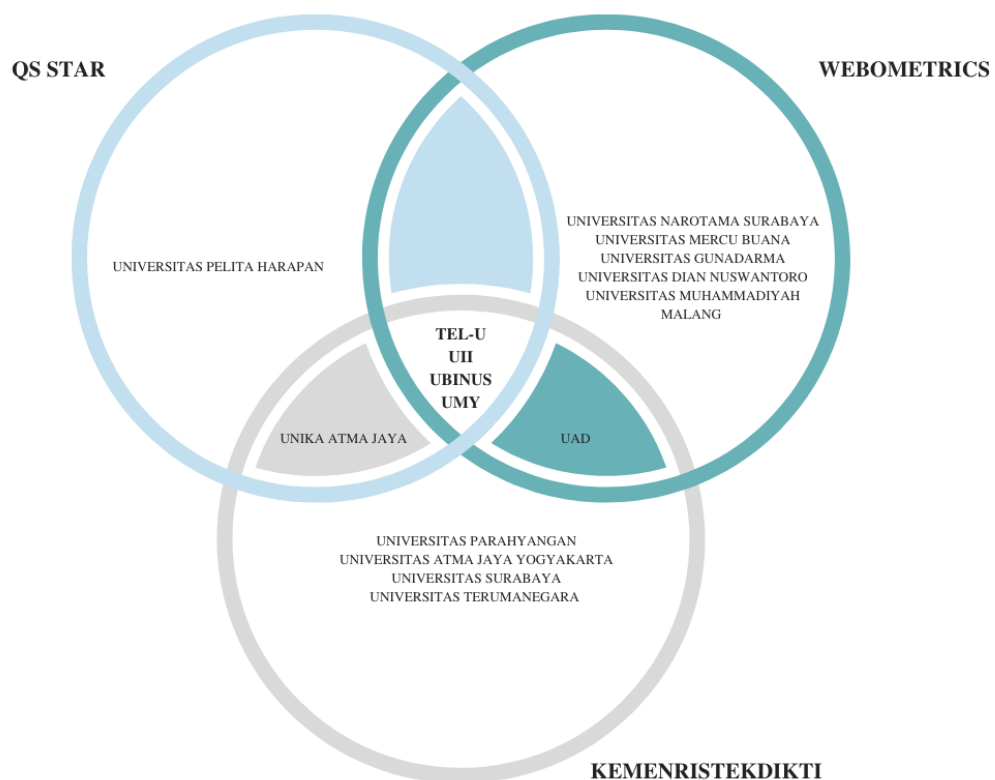 QS STAR
WEBOMETRICS
UNIVERSITAS PELITA HARAPAN
UNIVERSITAS NAROTAMA SURABAYA
UNIVERSITAS MERCU BUANA
UNIVERSITAS GUNADARMA
UNIVERSITAS DIAN NUSWANTORO
UNIVERSITAS MUHAMMADIYAH
MALANG
TEL-U
UII
UBINUS
UMY
UNIKA ATMA JAYA
UAD
UNIVERSITAS PARAHYANGAN
UNIVERSITAS ATMA JAYA YOGYAKARTA
UNIVERSITAS SURABAYA
UNIVERSITAS TERUMANEGARA
KEMENRISTEKDIKTI